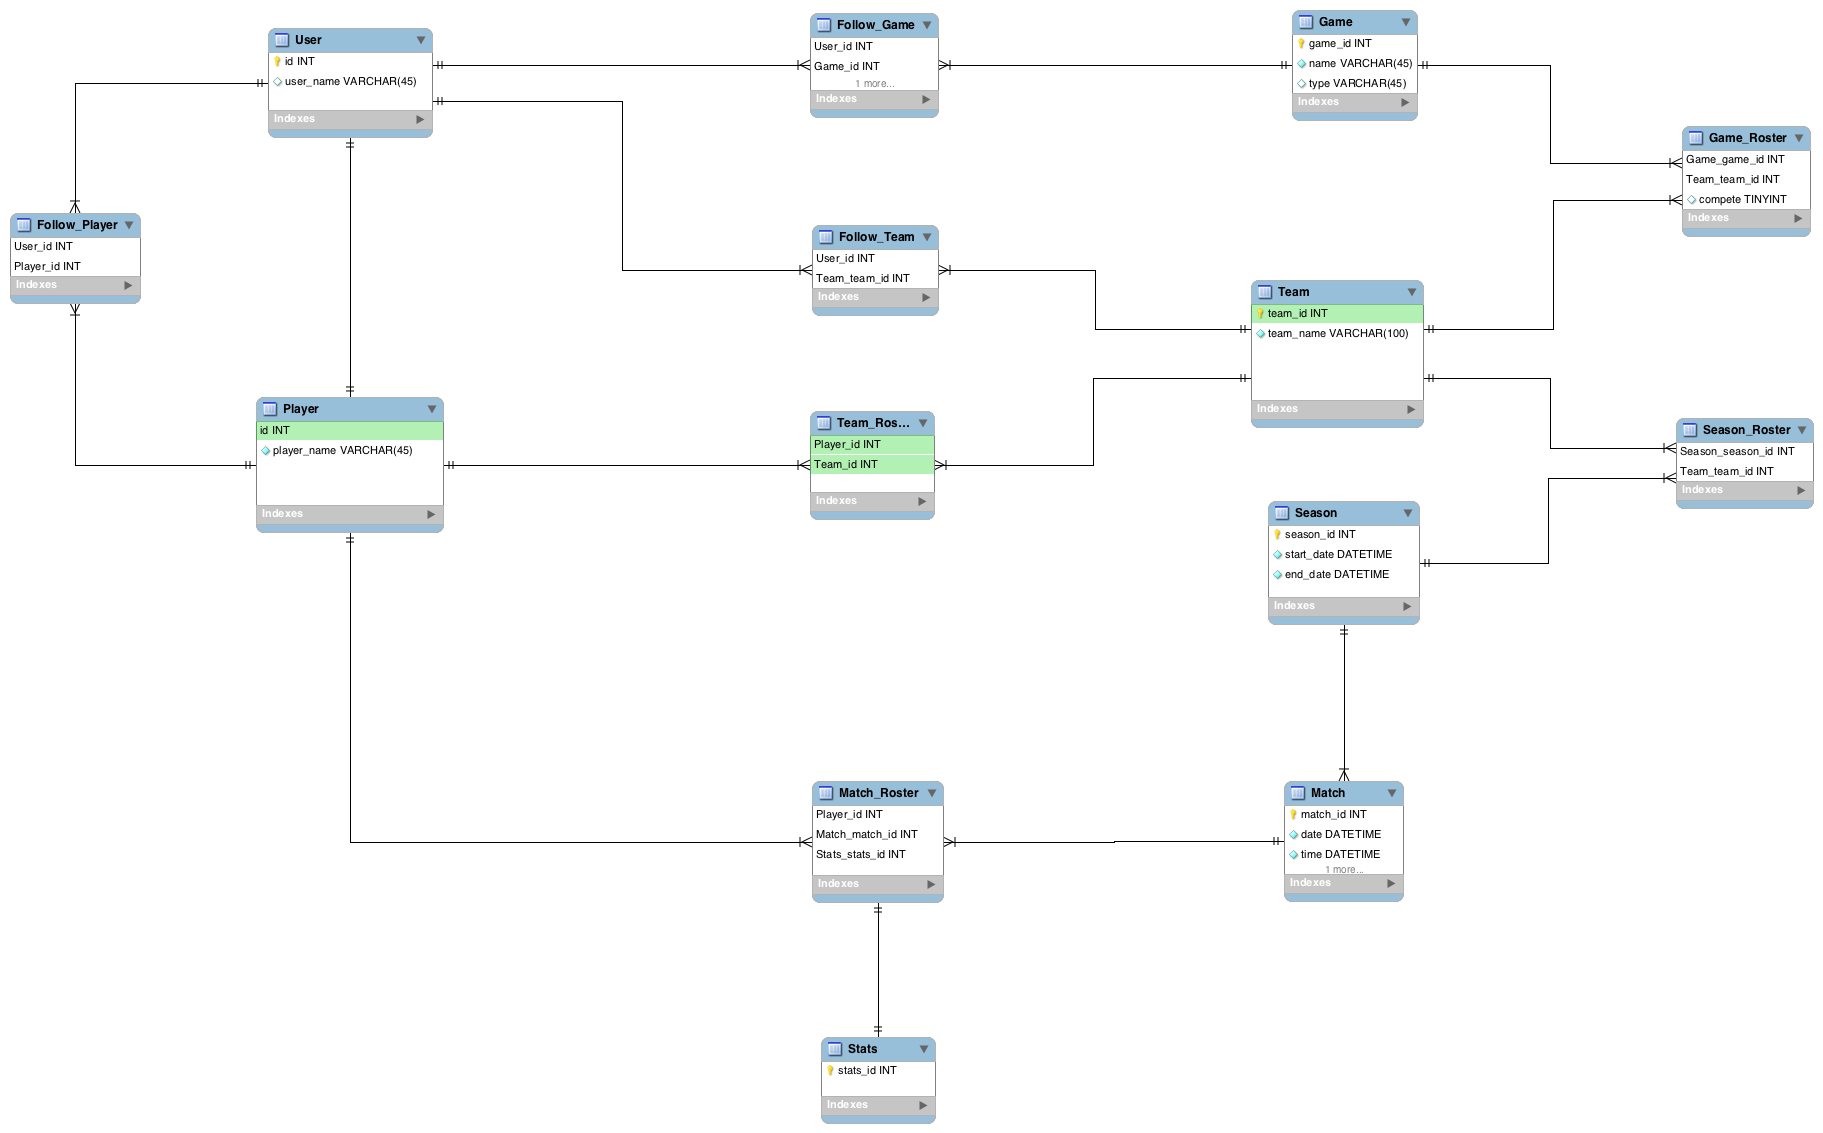 User
id INT
user_name VARCHAR(45)
Indexes
Follow_Game
User_id INT
Game_id INT
1 more...
Indexes
Game
game_id INT
name VARCHAR(45)
type VARCHAR(45)
Indexes
Game_Roster
Game_game_id INT
Team_team_id INT
compete TINYINT
Indexes
Follow_Player
User_id INT
Player_id INT
Indexes
Follow_Team
User_id INT
Team_team_id INT
Indexes
Team
team_id INT
team_name VARCHAR(100)
Indexes
Player
id INT
player_name VARCHAR(45)
Indexes
Team_Ros...
Player_id INT
Team_id INT
Indexes
Season_Roster
Season_season_id INT
Team_team_id INT
Indexes
Season
season_id INT
start_date DATETIME
end_date DATETIME
Indexes
Match_Roster
Player_id INT
Match_match_id INT
Stats_stats_id INT
Indexes
Match
match_id INT
date DATETIME
time DATETIME
1 more...
Indexes
Stats
stats_id INT
Indexes